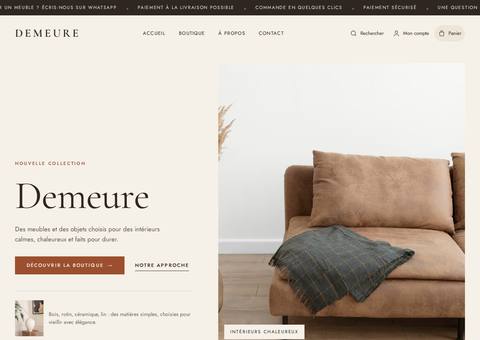 UN MEUBLE ? ÉCRIS-NOUS SUR WHATSAPP • PAIEMENT À LA LIVRAISON POSSIBLE • COMMANDE EN QUELQUES CLICS • PAIEMENT SÉCURISÉ • UNE QUESTION
DEMEURE
ACCUEIL BOUTIQUE À PROPOS CONTACT
Rechercher Mon compte Panier
NOUVELLE COLLECTION
Demeure
Des meubles et des objets choisis pour des intérieurs
calmes, chaleureux et faits pour durer.
DÉCOUVRIR LA BOUTIQUE →
NOTRE APPROCHE
Bois, rotin, céramique, lin : des matières simples, choisies pour
vieillir avec élégance.
INTÉRIEURS CHALEUREUX